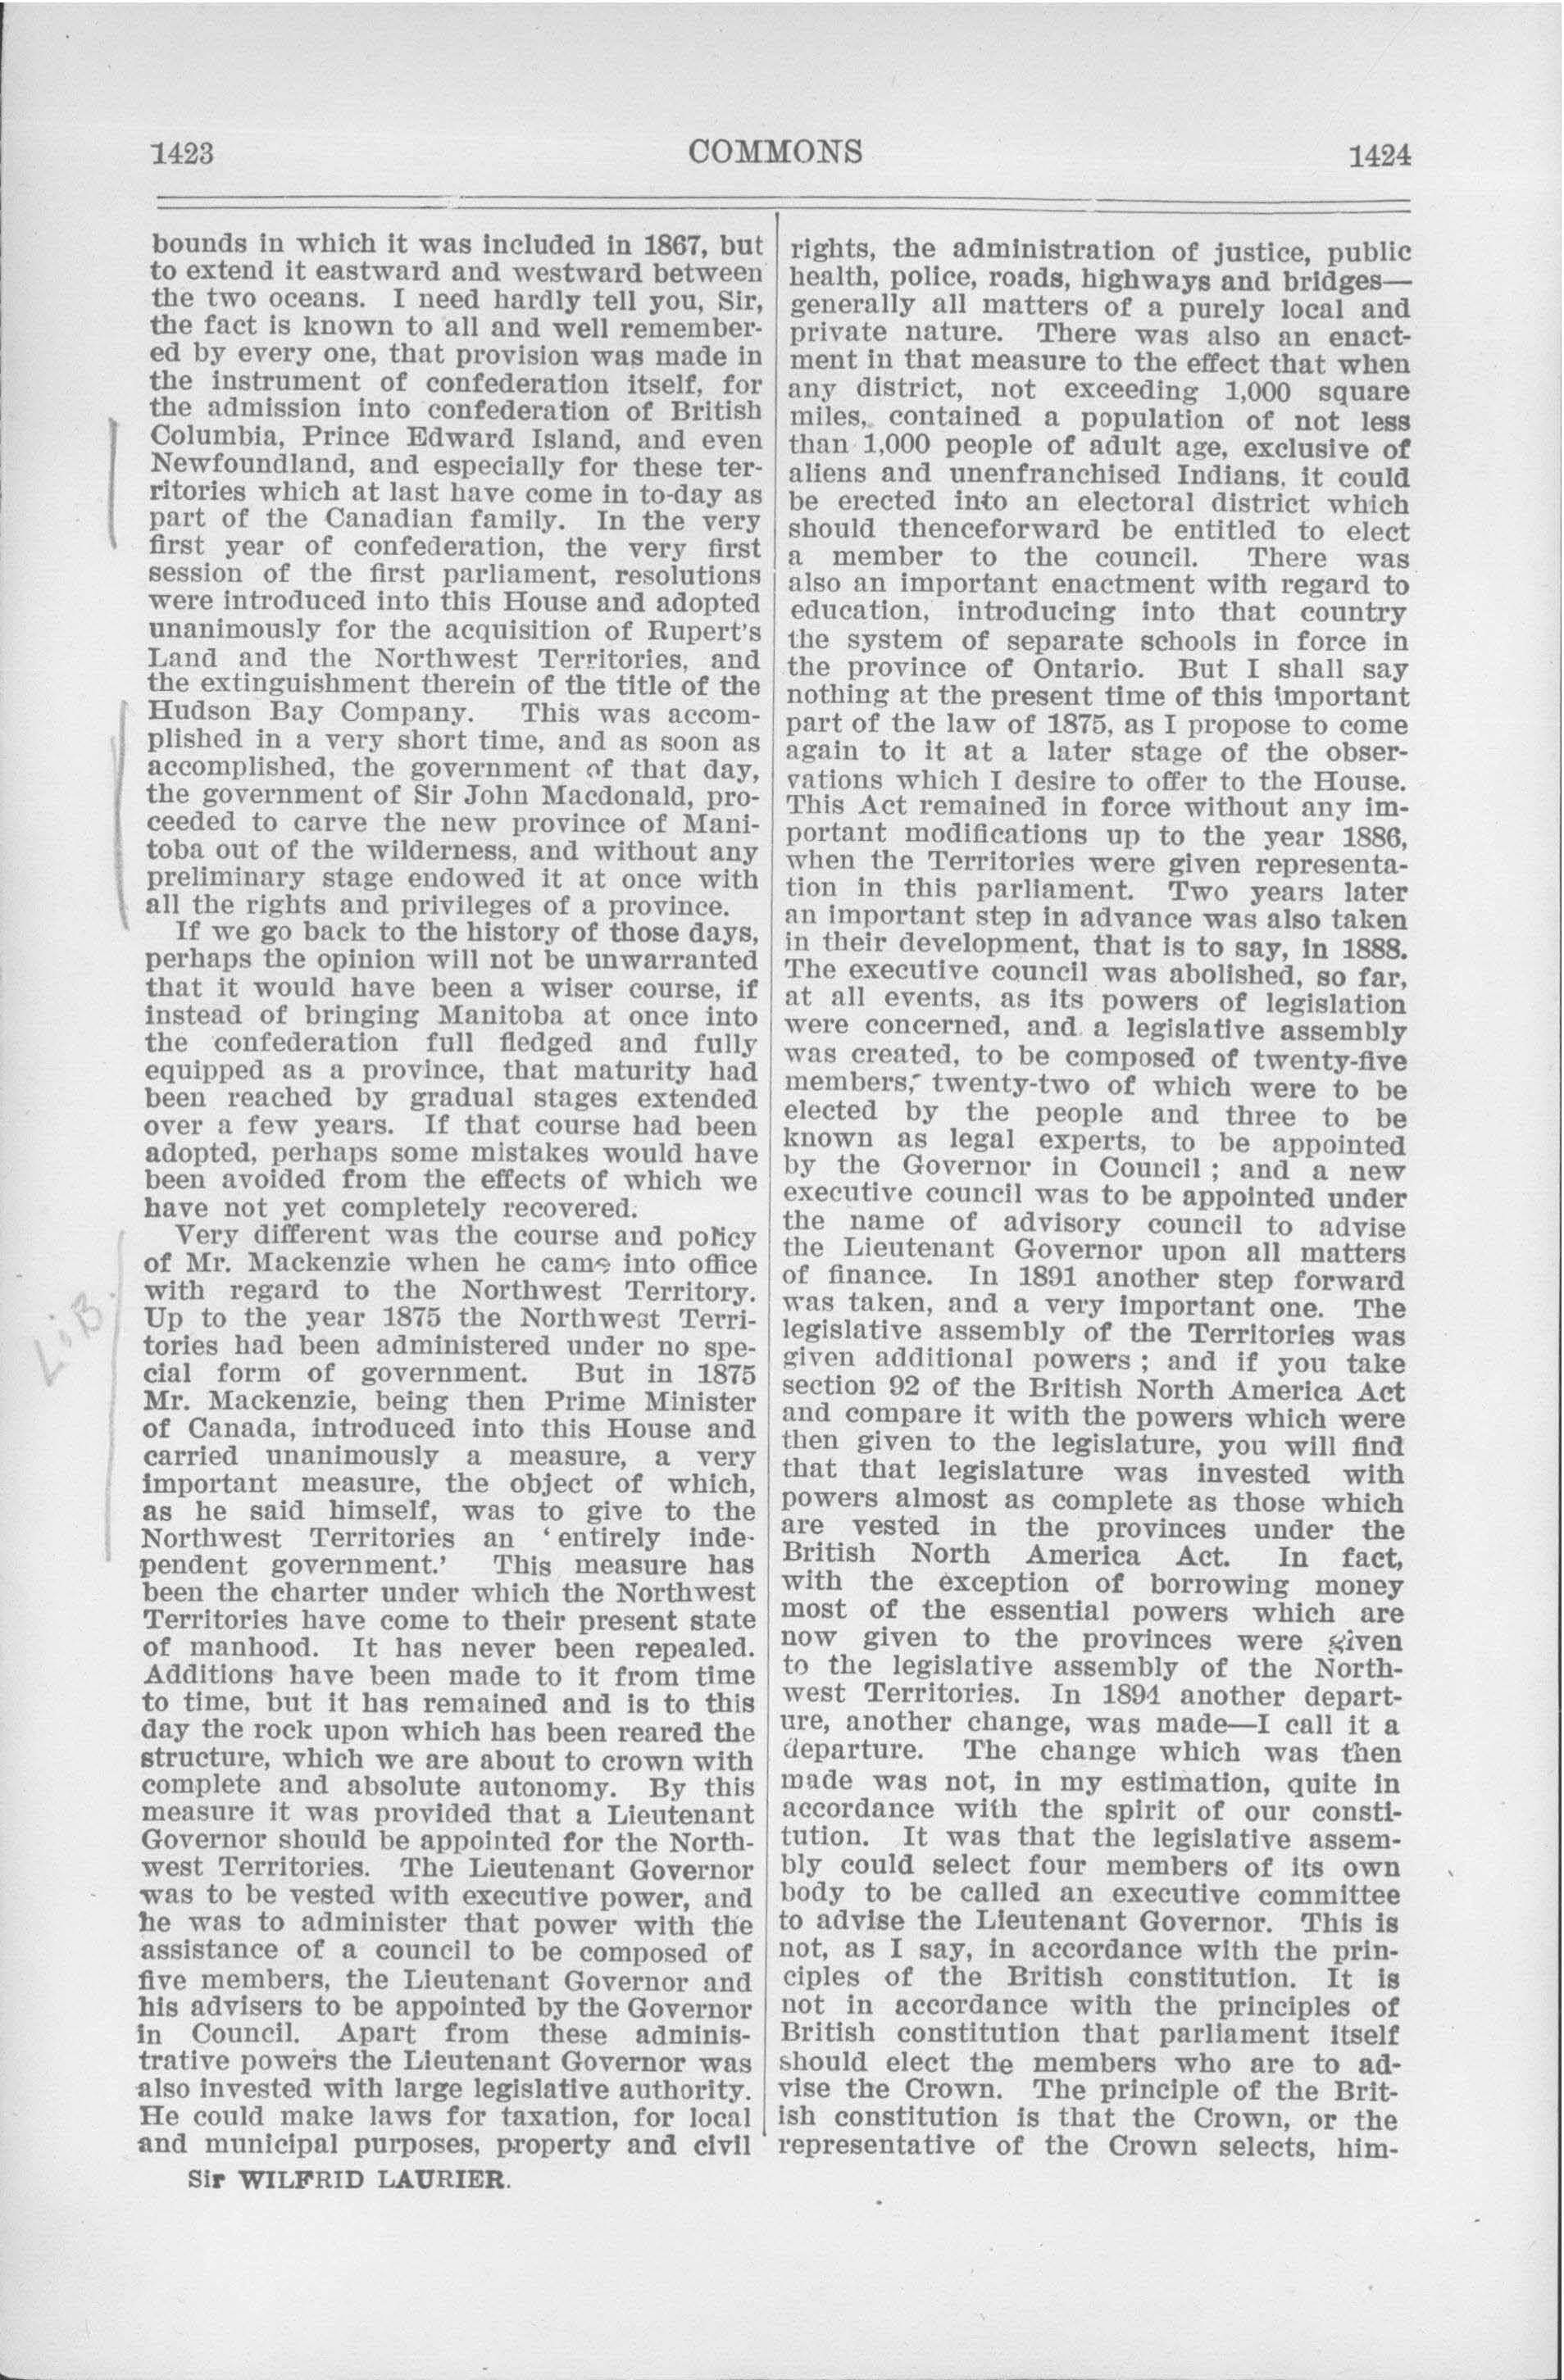 1423
COMMONS
1424
bounds in which it was included in 1867, but
to extend it eastward and westward between
the two oceans. I need hardly tell you, Sir,
the fact is known to all and well remember-
ed by every one, that provision was made in
the instrument of confederation itself, for
the admission into confederation of British
Columbia, Prince Edward Island, and even
Newfoundland, and especially for these ter-
ritories which at last have come in to-day as
part of the Canadian family. In the very
first year of confederation, the very first
session of the first parliament, resolutions
were introduced into this House and adopted
unanimously for the acquisition of Rupert's
Land and the Northwest Territories, and
the extinguishment therein of the title of the
Hudson Bay Company. This was accom-
plished in a very short time, and as soon as
accomplished, the government of that day,
the government of Sir John Macdonald, pro-
ceeded to carve the new province of Mani-
toba out of the wilderness, and without any
preliminary stage endowed it at once with
all the rights and privileges of a province.
If we go back to the history of those days,
perhaps the opinion will not be unwarranted
that it would have been a wiser course, if
instead of bringing Manitoba at once into
the confederation full fledged and fully
equipped as a province, that maturity had
been reached by gradual stages extended
over a few years. If that course had been
adopted, perhaps some mistakes would have
been avoided from the effects of which we
have not yet completely recovered.
Very different was the course and policy
of Mr. Mackenzie when he came into office
with regard to the Northwest Territory.
Up to the year 1875 the Northwest Terri-
tories had been administered under no spe-
cial form of government. But in 1875
Mr. Mackenzie, being then Prime Minister
of Canada, introduced into this House and
carried unanimously a measure, a very
important measure, the object of which,
as he said himself, was to give to the
Northwest Territories an ‘entirely inde-
pendent government.’ This measure has
been the charter under which the Northwest
Territories have come to their present state
of manhood. It has never been repealed.
Additions have been made to it from time
to time, but it has remained and is to this
day the rock upon which has been reared the
structure, which we are about to crown with
complete and absolute autonomy. By this
measure it was provided that a Lieutenant
Governor should be appointed for the North-
west Territories. The Lieutenant Governor
was to be vested with executive power, and
he was to administer that power with the
assistance of a council to be composed of
five members, the Lieutenant Governor and
his advisers to be appointed by the Governor
in Council. Apart from these adminis-
trative powers the Lieutenant Governor was
also invested with large legislative authority.
He could make laws for taxation, for local
and municipal purposes, property and civil
Sir WILFRID LAURIER.
Lib.
rights, the administration of justice, public
health, police, roads, highways and bridges—
generally all matters of a purely local and
private nature. There was also an enact-
ment in that measure to the effect that when
any district, not exceeding 1,000 square
miles, contained a population of not less
than 1,000 people of adult age, exclusive of
aliens and unenfranchised Indians, it could
be erected into an electoral district which
should thenceforward be entitled to elect
a member to the council. There was
also an important enactment with regard to
education, introducing into that country
the system of separate schools in force in
the province of Ontario. But I shall say
nothing at the present time of this important
part of the law of 1875, as I propose to come
again to it at a later stage of the obser-
vations which I desire to offer to the House.
This Act remained in force without any im-
portant modifications up to the year 1886,
when the Territories were given representa-
tion in this parliament. Two years later
an important step in advance was also taken
in their development, that is to say, in 1888.
The executive council was abolished, so far,
at all events, as its powers of legislation
were concerned, and a legislative assembly
was created, to be composed of twenty-five
members, twenty-two of which were to be
elected by the people and three to be
known as legal experts, to be appointed
by the Governor in Council ; and a new
executive council was to be appointed under
the name of advisory council to advise
the Lieutenant Governor upon all matters
of finance. In 1891 another step forward
was taken, and a very important one. The
legislative assembly of the Territories was
given additional powers ; and if you take
section 92 of the British North America Act
and compare it with the powers which were
then given to the legislature, you will find
that that legislature was invested with
powers almost as complete as those which
are vested in the provinces under the
British North America Act. In fact,
with the exception of borrowing money
most of the essential powers which are
now given to the provinces were given
to the legislative assembly of the North-
west Territories. In 1894 another depart-
ure, another change, was made—I call it a
departure. The change which was then
made was not, in my estimation, quite in
accordance with the spirit of our consti-
tution. It was that the legislative assem-
bly could select four members of its own
body to be called an executive committee
to advise the Lieutenant Governor. This is
not, as I say, in accordance with the prin-
ciples of the British constitution. It is
not in accordance with the principles of
British constitution that parliament itself
should elect the members who are to ad-
vise the Crown. The principle of the Brit-
ish constitution is that the Crown, or the
representative of the Crown selects, him-